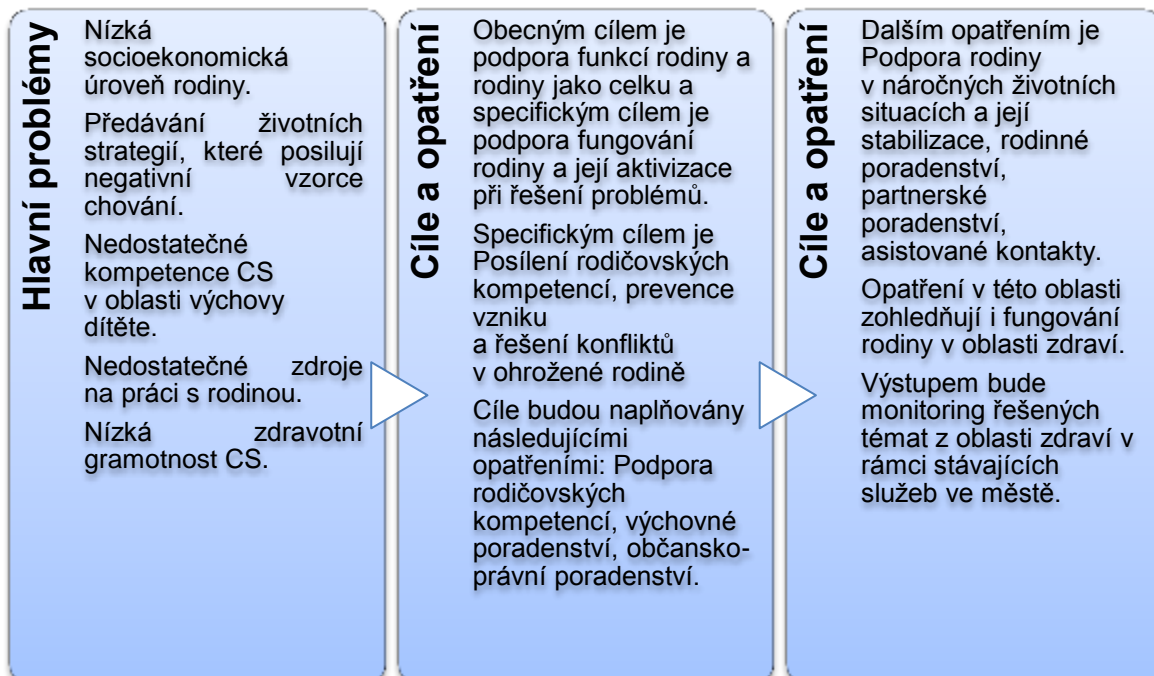 Hlavní problémy
Nízká
socioekonomická
úroveň rodiny.
Předávání životních
strategií, které posilují
negativní vzorce
chování.
Nedostatečné
kompetence CS
v oblasti výchovy
dítěte.
Nedostatečné zdroje
na práci s rodinou.
Nízká zdravotní
gramotnost CS.
Cíle a opatření
Obecným cílem je
podpora funkcí rodiny a
rodiny jako celku a
specifickým cílem je
podpora fungování
rodiny a její aktivizace
při řešení problémů.
Specifickým cílem je
Posílení rodičovských
kompetencí, prevence
vzniku
a řešení konfliktů
v ohrožené rodině
Cíle budou naplňovány
následujícími
opatřeními: Podpora
rodičovských
kompetencí, výchovné
poradenství, občansko-
právní poradenství.
Cíle a opatření
Dalším opatřením je
Podpora rodiny
v náročných životních
situacích a její
stabilizace, rodinné
poradenství,
partnerské
poradenství,
asistované kontakty.
Opatření v této oblasti
zohledňují i fungování
rodiny v oblasti zdraví.
Výstupem bude
monitoring řešených
témat z oblasti zdraví v
rámci stávajících
služeb ve městě.